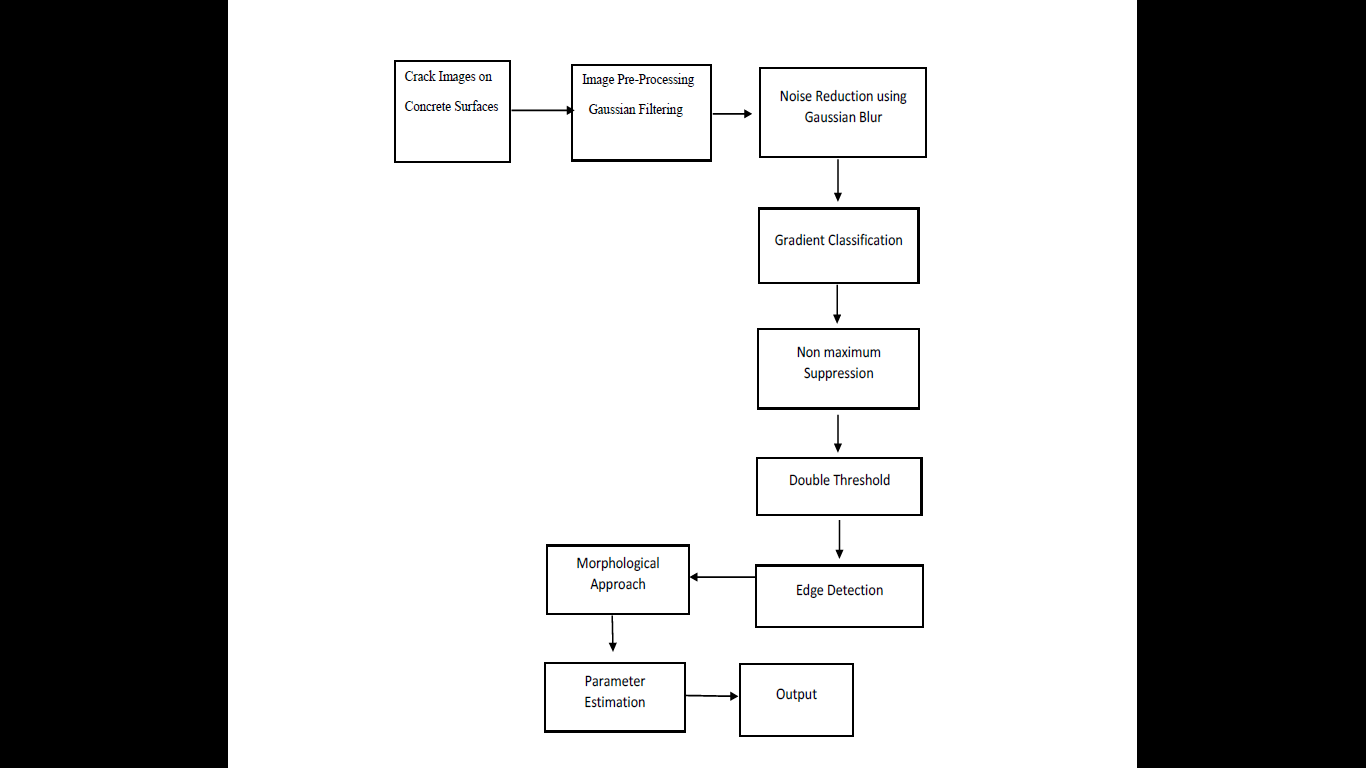 Crack Images on
Concrete Surfaces
Image Pre-Processing
Gaussian Filtering
Noise Reduction using
Gaussian Blur
Gradient Classification
Non maximum
Suppression
Double Threshold
Edge Detection
Morphological
Approach
Parameter
Estimation
Output